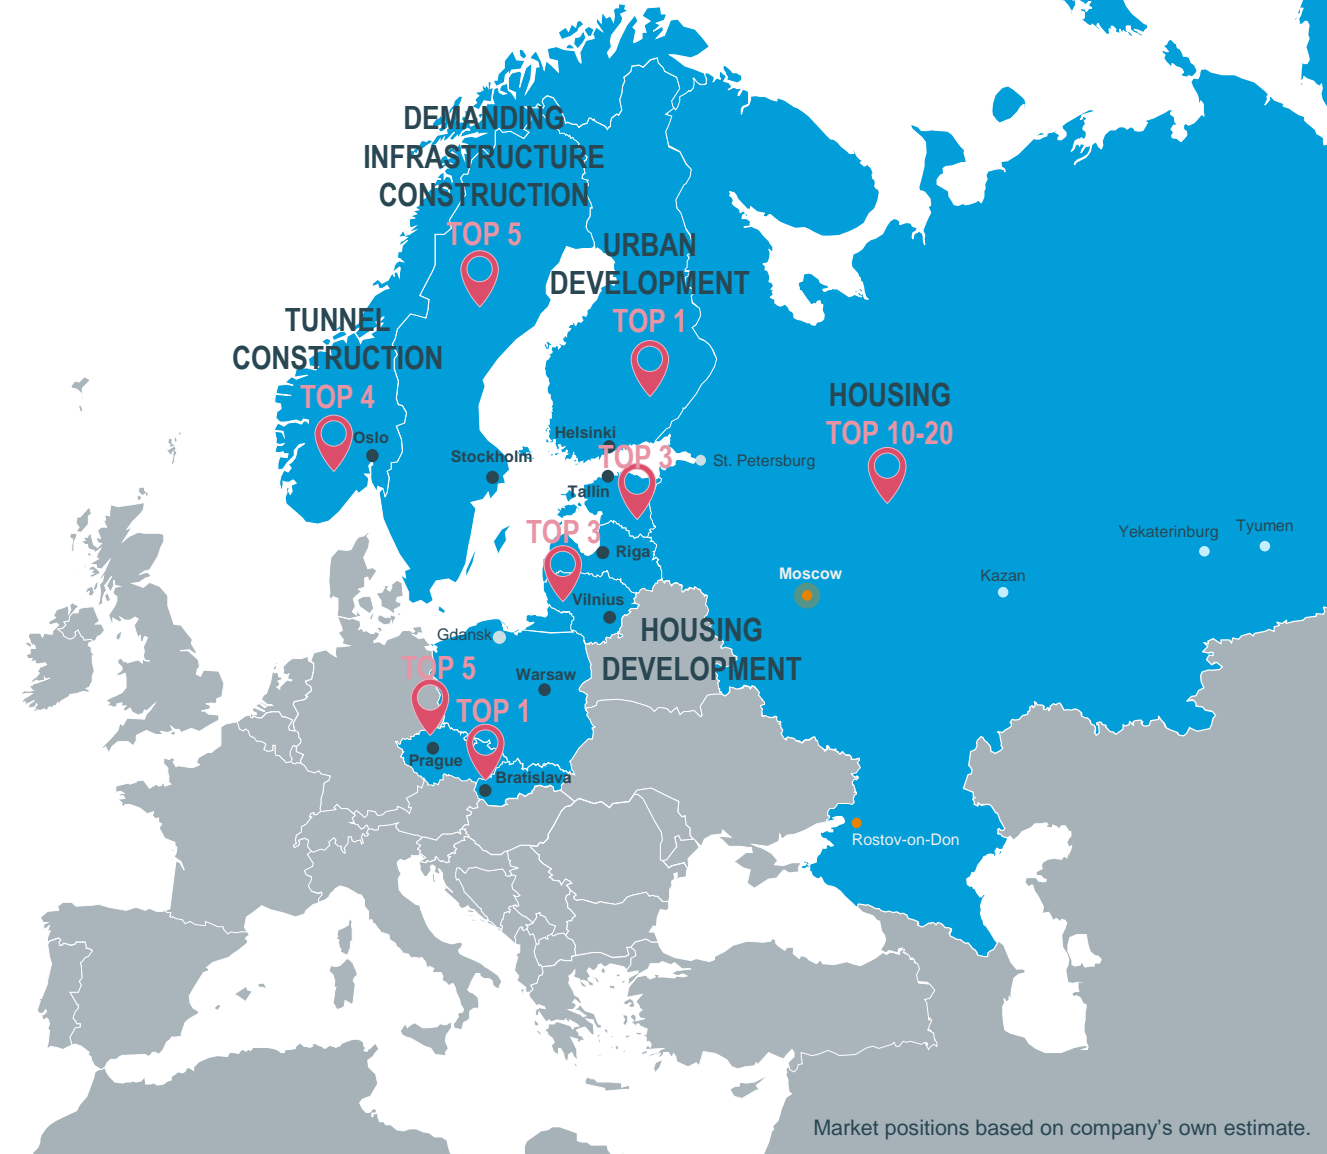 DEMANDING
INFRASTRUCTURE
CONSTRUCTION
TOP 5
URBAN
DEVELOPMENT
TOP 1
TUNNEL
CONSTRUCTION
TOP 4
HOUSING
TOP 10-20
Oslo
Helsinki
Stockholm
TOP 3
St. Petersburg
Tallin
TOP 3
Riga
Yekaterinburg
Tyumen
Moscow
Kazan
Vilnius
Gdansk
HOUSING
DEVELOPMENT
TOP 5
Warsaw
TOP 1
Prague
Bratislava
Rostov-on-Don
Market positions based on company's own estimate.